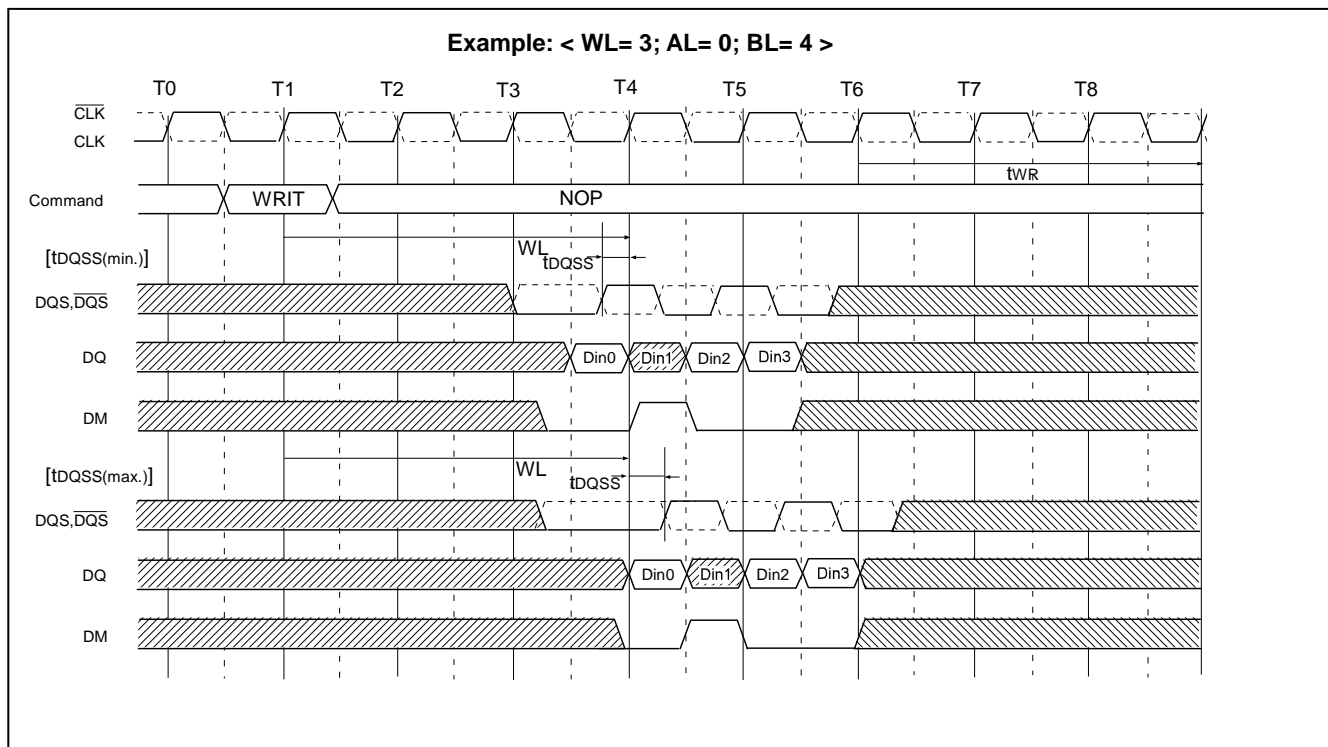 Example: < WL= 3; AL= 0; BL= 4 >
T0 T1 T2 T3 T4 T5 T6 T7 T8
CLK
CLK
tWR
Command WRIT NOP
WL
[tDQSS(min.)] tDQSS
DQS,DQS
DQ Din0 Din1 Din2 Din3
DM
WL
[tDQSS(max.)] tDQSS
DQS,DQS
DQ Din0 Din1 Din2 Din3
DM